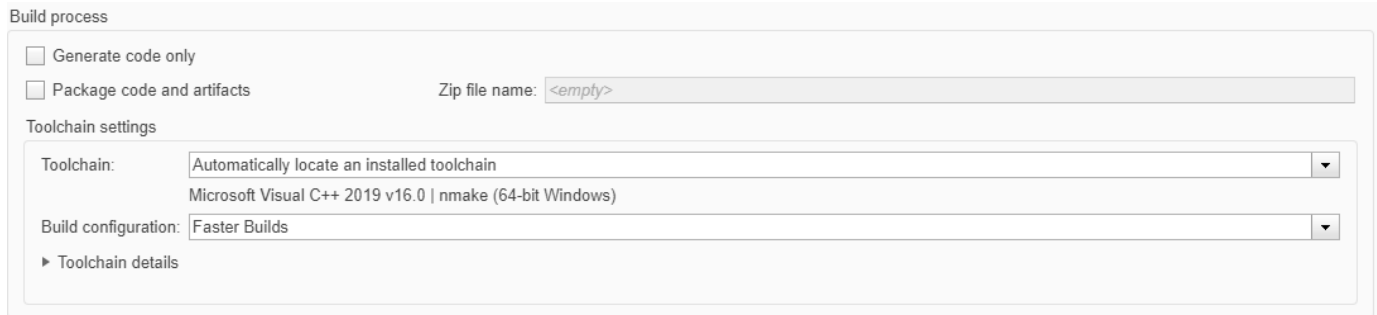 Build process
Generate code only
Package code and artifacts Zip file name: <empty>
Toolchain settings
Toolchain: Automatically locate an installed toolchain
Microsoft Visual C++ 2019 v16.0 | nmake (64-bit Windows)
Build configuration: Faster Builds
Toolchain details